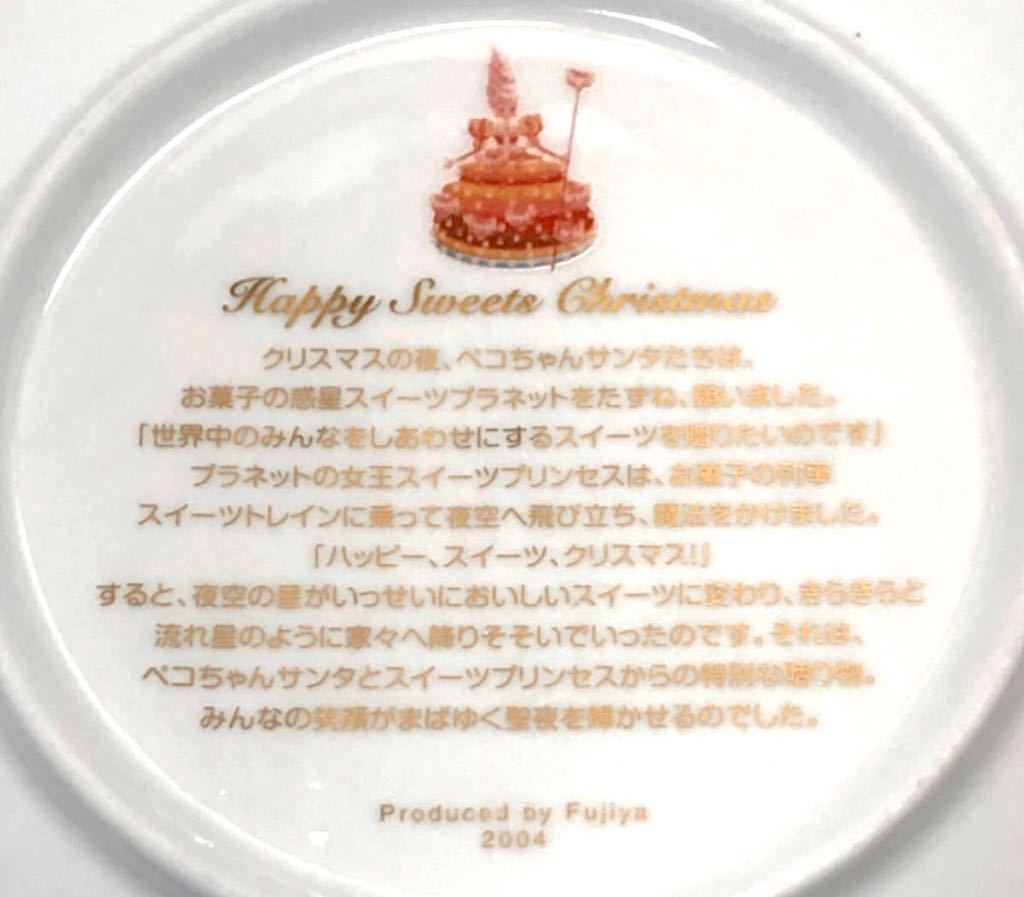 Happy Sweets Christmas
クリスマスの夜、ペコちゃんサンタたちは、
お菓子の惑星スイーツプラネットをたずね、願いました。
「世界中のみんなをしあわせにするスイーツを贈りたいのです」
プラネットの女王スイーツプリンセスは、お菓子の列車
スイーツトレインに乗って夜空へ飛び立ち、魔法をかけました。
「ハッピー、スイーツ、クリスマス!」
すると、夜空の星がいっせいにおいしいスイーツに変わり、きらきらと
流れ星のように家々へ降りそそいでいったのです。それは、
ペコちゃんサンタとスイーツプリンセスからの特別な贈り物。
みんなの笑顔がまばゆく聖夜を輝かせるのでした。
Produced by Fujiya
2004